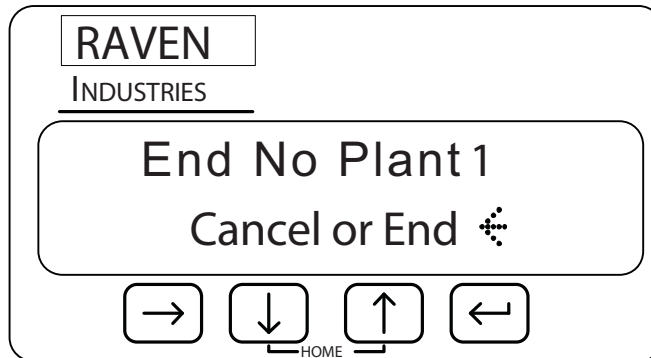 RAVEN
INDUSTRIES
End No Plant 1
Cancel or End
HOME